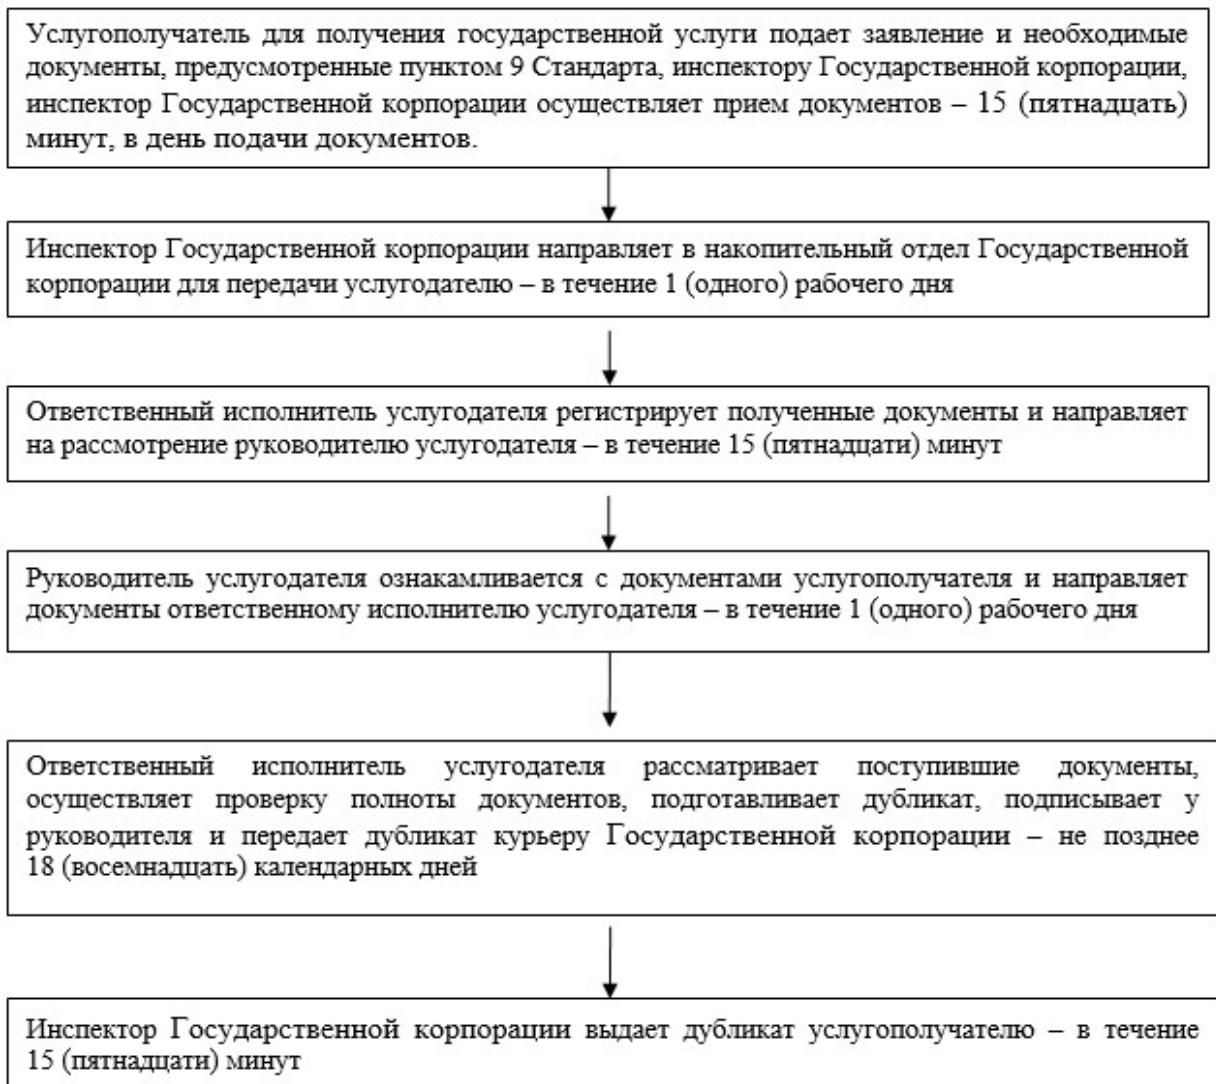 Услугополучатель для получения государственной услуги подает заявление и необходимые
документы, предусмотренные пунктом 9 Стандарта, инспектору Государственной корпорации,
инспектор Государственной корпорации осуществляет прием документов – 15 (пятнадцать)
минут, в день подачи документов.
Инспектор Государственной корпорации направляет в накопительный отдел Государственной
корпорации для передачи услугодателю – в течение 1 (одного) рабочего дня
Ответственный исполнитель услугодателя регистрирует полученные документы и направляет
на рассмотрение руководителю услугодателя – в течение 15 (пятнадцати) минут
Руководитель услугодателя ознакамливается с документами услугополучателя и направляет
документы ответственному исполнителю услугодателя – в течение 1 (одного) рабочего дня
Ответственный исполнитель услугодателя рассматривает поступившие документы,
осуществляет проверку полноты документов, подготавливает дубликат, подписывает у
руководителя и передает дубликат курьеру Государственной корпорации – не позднее
18 (восемнадцать) календарных дней
Инспектор Государственной корпорации выдает дубликат услугополучателю – в течение
15 (пятнадцати) минут